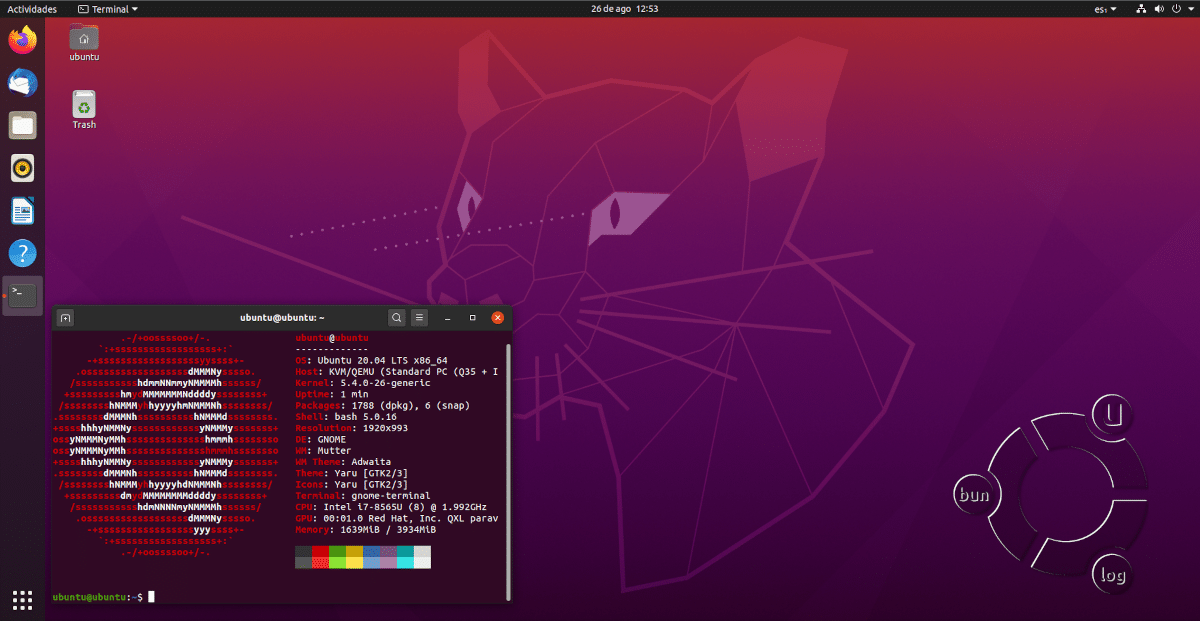 Actividades
Terminal
26 de ago 12:53
es₁
ubuntu
Trash
ubuntu@ubuntu: ~
.-/+oossssoo+/-.
`:+ssssssssssssssssss+:`
-+ssssssssssssssssssyyssss+-
.ossssssssssssssssssdMMMNysssso.
/ssssssssssshdmmNNmmyNMMMMhssssss/
+ssssssssshmydMMMMMMMNddddyssssssss+
/sssssssshNMMMyhhyyyyhmNMMMNhssssssss/
.ssssssssdMMMNhsssssssssshNMMMdssssssss.
+sssshhhyNMMNyssssssssssssyNMMMysssssss+
ossyNMMMNyMMhsssssssssssssshmmmhssssssso
ossyNMMMNyMMhsssssssssssssshmmmhssssssso
+sssshhhyNMMNyssssssssssssyNMMMysssssss+
.ssssssssdMMMNhsssssssssshNMMMdssssssss.
/sssssssshNMMMyhhyyyyhdNMMMNhssssssss/
+sssssssssdmydMMMMMMMMddddyssssssss+
/ssssssssssshdmNNNNmyNMMMMhssssss/
.ossssssssssssssssssdMMMNysssso.
-+sssssssssssssssssyyyssss+-
`:+ssssssssssssssssss+:`
.-/+oossssoo+/-.
ubuntu@ubuntu
-------------
OS: Ubuntu 20.04 LTS x86_64
Host: KVM/QEMU (Standard PC (Q35 + I
Kernel: 5.4.0-26-generic
Uptime: 1 min
Packages: 1788 (dpkg), 6 (snap)
Shell: bash 5.0.16
Resolution: 1920x993
DE: GNOME
WM: Mutter
WM Theme: Adwaita
Theme: Yaru [GTK2/3]
Icons: Yaru [GTK2/3]
Terminal: gnome-terminal
CPU: Intel i7-8565U (8) @ 1.992GHz
GPU: 00:01.0 Red Hat, Inc. QXL parav
Memory: 1639MiB / 3934MiB
ubuntu@ubuntu:~$
U
bun
log